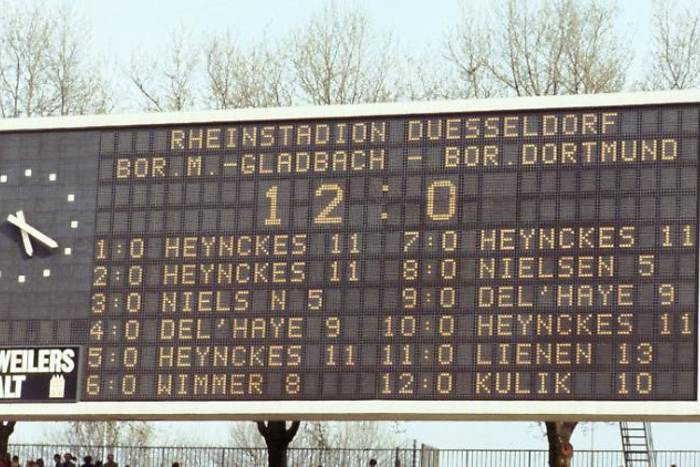 RHEINSTADION DUESSELDORF
BOR.M.-GLADBACH - BOR.DORTMUND
12:0
1:0 HEYNCKES 11 7:0 HEYNCKES 11
2:0 HEYNCKES 11 8:0 NIELSEN 5
3:0 NIELS N 5 9:0 DEL'HAYE 9
4:0 DEL'HAYE 9 10:0 HEYNCKES 11
5:0 HEYNCKES 11 11:0 LIENEN 13
6:0 WIMMER 8 12:0 KULIK 10
WEILERS
ALT